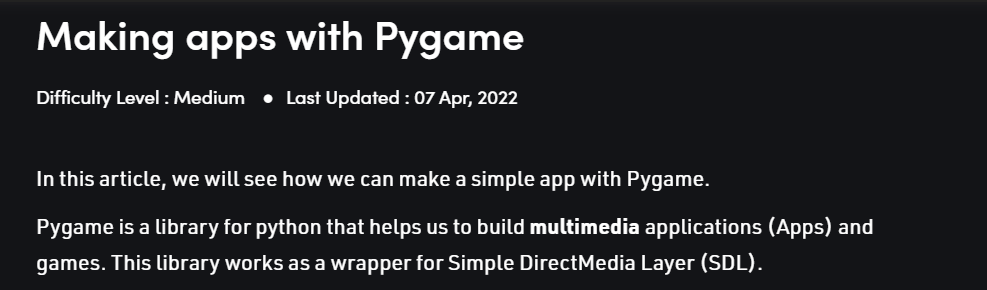 Making apps with Pygame
Difficulty Level : Medium ● Last Updated : 07 Apr, 2022
In this article, we will see how we can make a simple app with Pygame.
Pygame is a library for python that helps us to build multimedia applications (Apps) and
games. This library works as a wrapper for Simple DirectMedia Layer (SDL).